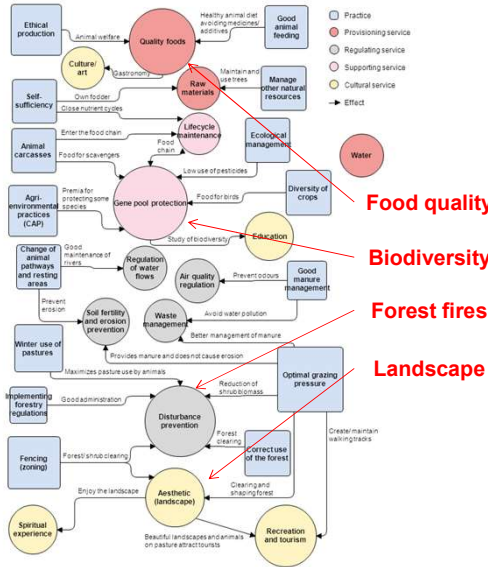 Ethical
production
Animal welfare
Quality foods
Healthy animal diet
avoiding medicines/
additives
Good
animal
feeding
Practice
Provisioning service
Regulating service
Supporting service
Cultural service
Effect
Culture/
art
Gastronomy
Self-
sufficiency
Own fodder
Close nutrient cycles
Raw
materials
Maintain and
use trees
Manage
other natural
resources
Animal
carcasses
Enter the food chain
Food for scavengers
Lifecycle
maintenance
Food
chain
Ecological
management
Low use of pesticides
Water
Agri-
environmental
practices
(CAP)
Premia for
protecting some
species
Gene pool protection
Food for birds
Diversity
of crops
Food quality
Study of biodiversity
Education
Biodiversity
Change of
animal
pathways
and resting
areas
Good
maintenance of
rivers
Regulation
of water
flows
Air quality
regulation
Prevent odours
Good
manure
management
Prevent
erosion
Soil fertility
and erosion
prevention
Waste
management
Avoid water pollution
Better management of manure
Forest fires
Winter use of
pastures
Provides manure and does not cause erosion
Maximizes pasture use by animals
Optimal grazing
pressure
Landscape
Implementing
forestry
regulations
Good administration
Disturbance
prevention
Reduction of
shrub biomass
Forest
clearing
Correct use
of the forest
Create/ maintain
walking tracks
Fencing
(zoning)
Forest/ shrub clearing
Clearing and
shaping forest
Enjoy the landscape
Aesthetic
(landscape)
Spiritual
experience
Beautiful landscapes and animals
on pasture attract tourists
Recreation
and tourism